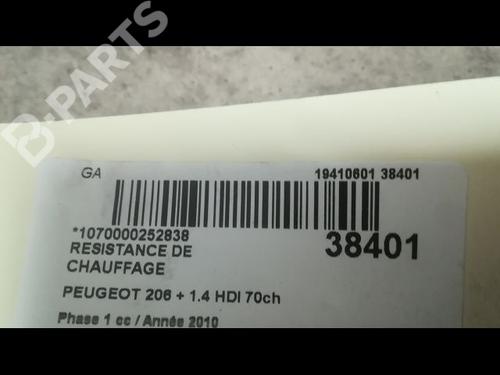 B-PARTS
GA
19410601 38401
*1070000252838
38401
RESISTANCE DE
CHAUFFAGE
PEUGEOT 206 + 1.4 HDI 70ch
Phase 1 cc / Année 2010